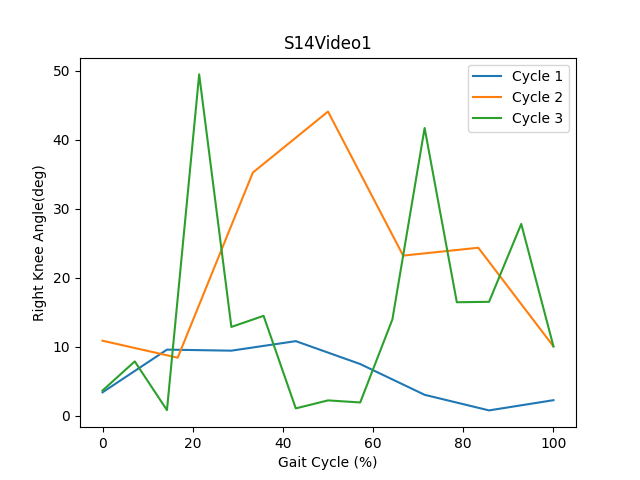 S14Video1
Cycle 1
Cycle 2
Cycle 3
Right Knee Angle(deg)
50
40
30
20
10
0
0 20 40 60 80 100
Gait Cycle (%)